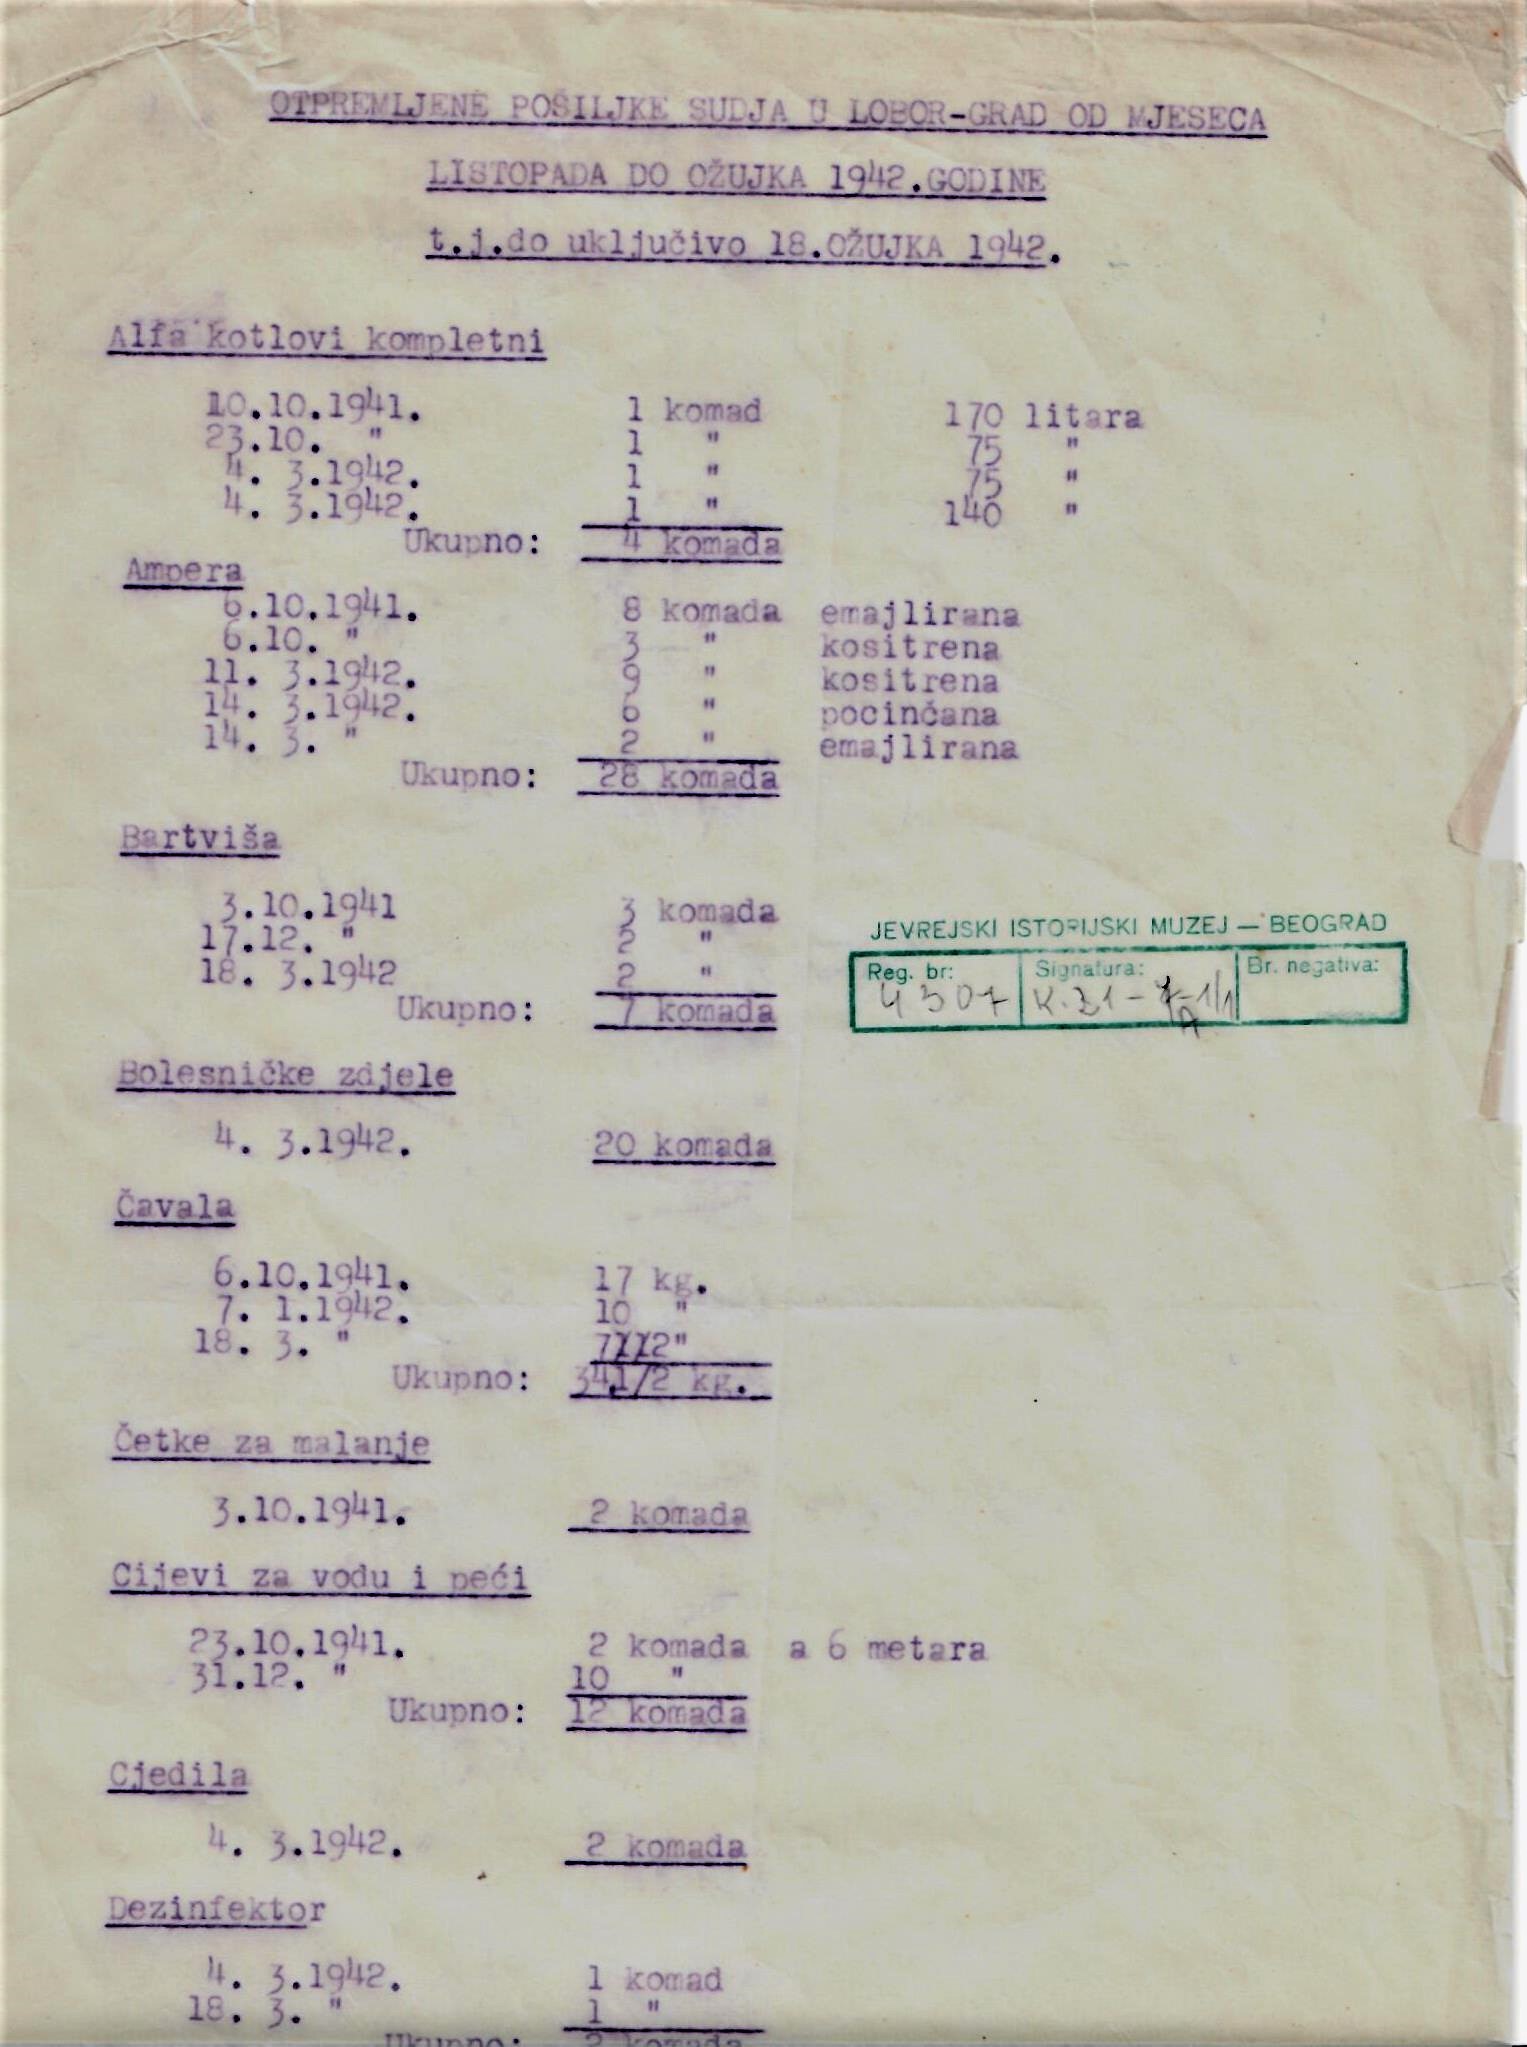 OTPREMLJENE POŠILJKE SUDJA U LOBOR-GRAD OD MJESECA
LISTOPADA DO OŽUJKA 1942.GODINE
t.j.do uključivo 18.OŽUJKA 1942.
Alfa kotlovi kompletni
10.10.1941. 1 komad 170 litara
23.10. " 1 " 75 "
4. 3.1942. 1 " 75 "
4. 3.1942. 1 " 140 "
Ukupno: 4 komada
Ampera
6.10.1941. 8 komada emajlirana
6.10. " 3 " kositrena
11. 3.1942. 9 " kositrena
14. 3.1942. 6 " pocinčana
14. 3. " 2 " emajlirana
Ukupno: 28 komada
Bartviša
3.10.1941 3 komada
17.12. " 2 "
18. 3.1942 2 "
Ukupno: 7 komada
JEVREJSKI ISTORIJSKI MUZEJ — BEOGRAD
Reg. br: Signatura: Br. negativa:
4307
Bolesničke zdjele
4. 3.1942. 20 komada
Čavala
6.10.1941. 17 kg.
7. 1.1942. 10 "
18. 3. "
Ukupno: 341/2 kg.
Četke za malanje
3.10.1941. 2 komada
Cijevi za vodu i peći
23.10.1941. 2 komada a 6 metara
31.12. " 10 "
Ukupno: 12 komada
Cjedila
4. 3.1942. 2 komada
Dezinfektor
4. 3.1942. 1 komad
18. 3. " 1 "
Ukupno: 2 komada